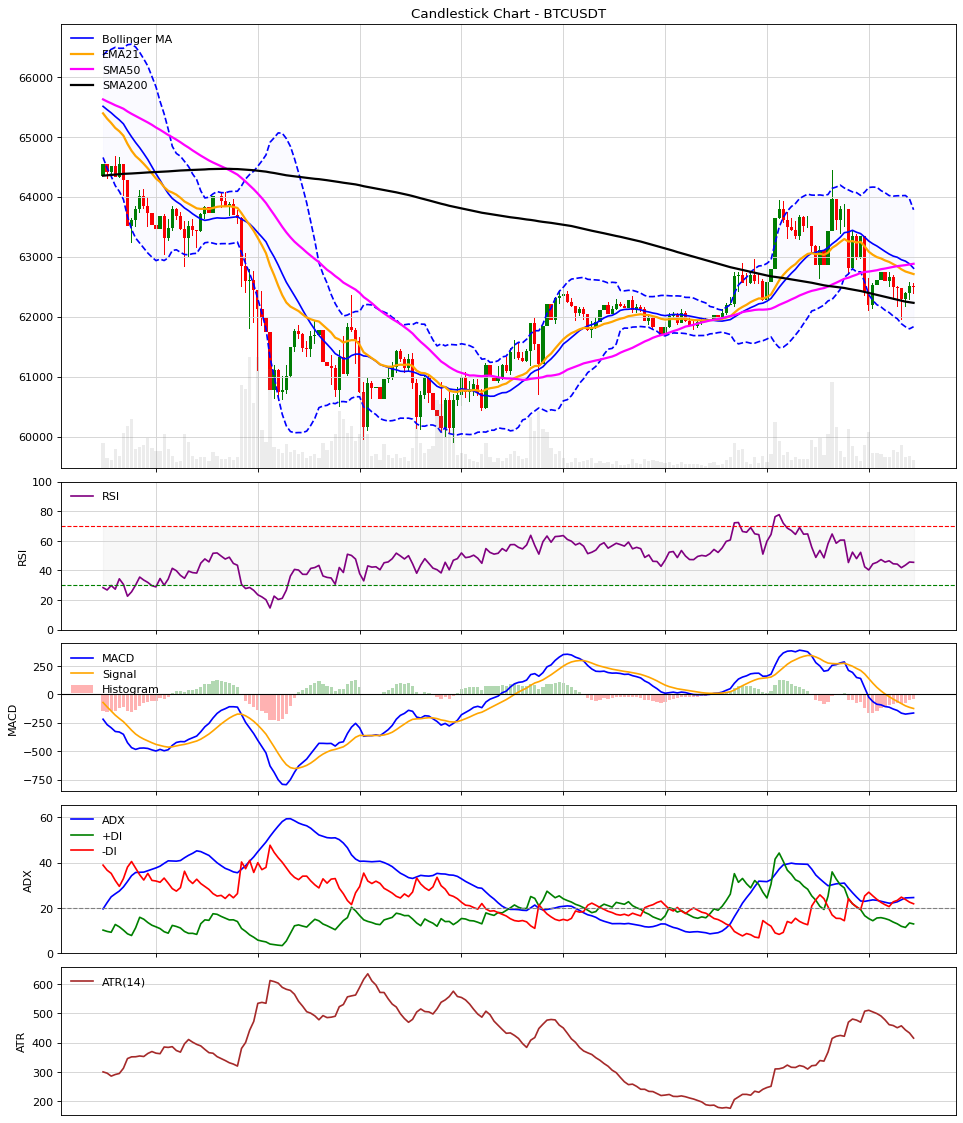 Candlestick Chart - BTCUSDT
Bollinger MA
EMA21
SMA50
SMA200
66000
65000
64000
63000
62000
61000
60000
RSI
100
80
60
40
20
0
RSI
MACD
Signal
Histogram
250
0
−250
−500
−750
MACD
ADX
+DI
-DI
60
40
20
0
ADX
ATR(14)
600
500
400
300
200
ATR